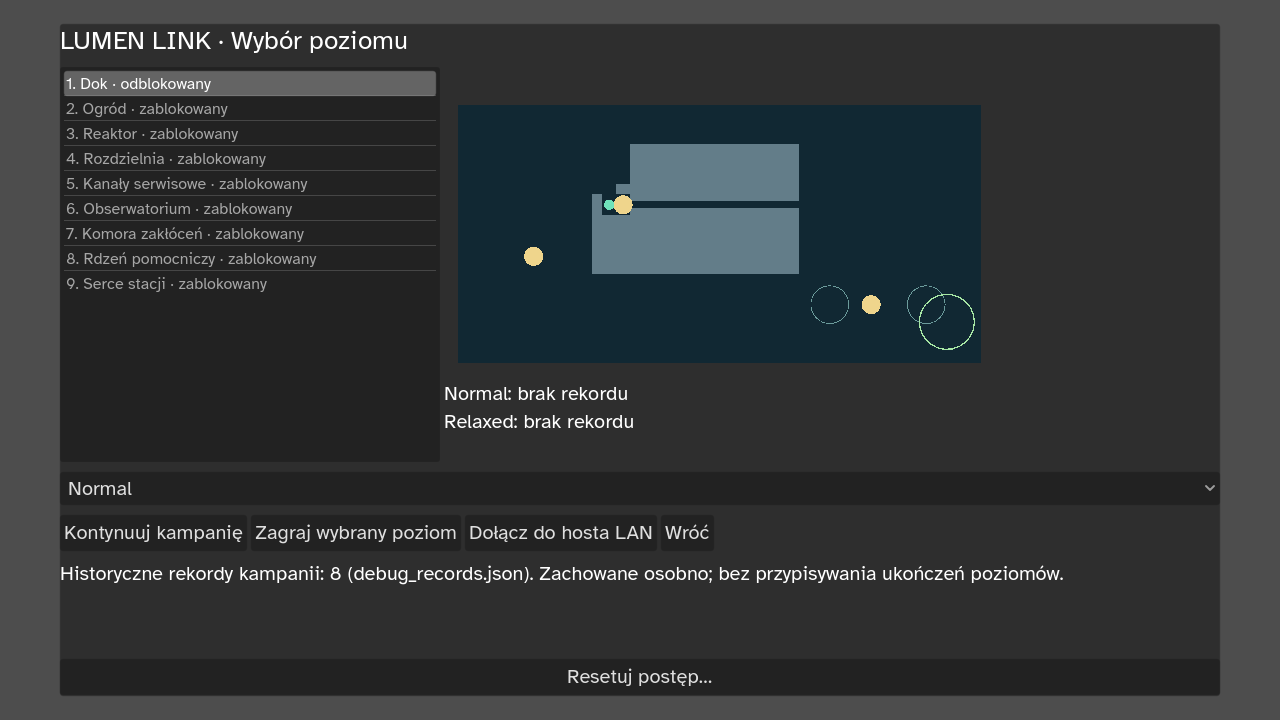 LUMEN LINK · Wybór poziomu
1. Dok · odblokowany
2. Ogród · zablokowany
3. Reaktor · zablokowany
4. Rozdzielnia · zablokowany
5. Kanały serwisowe · zablokowany
6. Obserwatorium · zablokowany
7. Komora zakłóceń · zablokowany
8. Rdzeń pomocniczy · zablokowany
9. Serce stacji · zablokowany
Normal: brak rekordu
Relaxed: brak rekordu
Normal
Kontynuuj kampanię Zagraj wybrany poziom Dołącz do hosta LAN Wróć
Historyczne rekordy kampanii: 8 (debug_records.json). Zachowane osobno; bez przypisywania ukończeń poziomów.
Resetuj postęp...